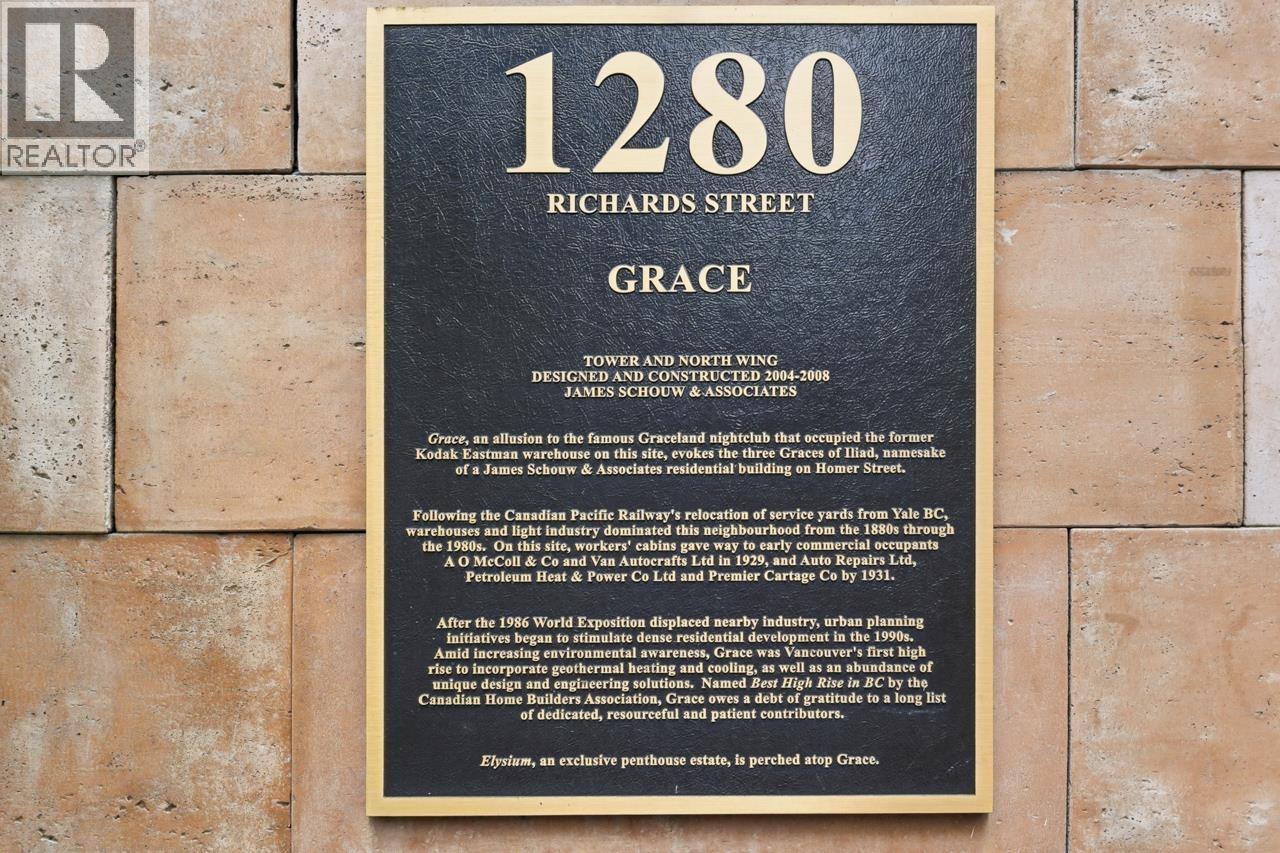 R
REALTOR®
1280
RICHARDS STREET
GRACE
TOWER AND NORTH WING
DESIGNED AND CONSTRUCTED 2004-2008
JAMES SCHOUW & ASSOCIATES
Grace, an allusion to the famous Graceland nightclub that occupied the former
Kodak Eastman warehouse on this site, evokes the three Graces of Iliad, namesake
of a James Schouw & Associates residential building on Homer Street.
Following the Canadian Pacific Railway's relocation of service yards from Yale BC,
warehouses and light industry dominated this neighbourhood from the 1880s through
the 1980s. On this site, workers' cabins gave way to early commercial occupants
A O McColl & Co and Van Autocrafts Ltd in 1929, and Auto Repairs Ltd,
Petroleum Heat & Power Co Ltd and Premier Cartage Co by 1931.
After the 1986 World Exposition displaced nearby industry, urban planning
initiatives began to stimulate dense residential development in the 1990s.
Amid increasing environmental awareness, Grace was Vancouver's first high
rise to incorporate geothermal heating and cooling, as well as an abundance of
unique design and engineering solutions. Named Best High Rise in BC by the
Canadian Home Builders Association, Grace owes a debt of gratitude to a long list
of dedicated, resourceful and patient contributors.
Elysium, an exclusive penthouse estate, is perched atop Grace.